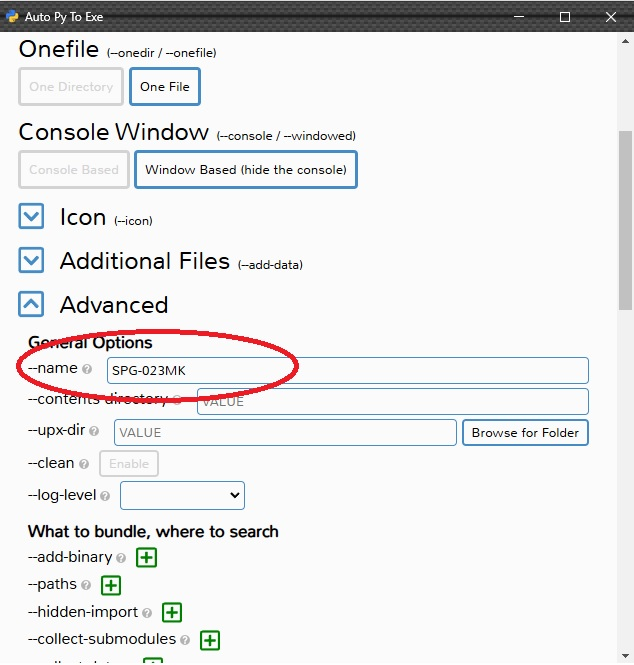 Auto Py To Exe
Onefile (--onedir / --onefile)
One Directory One File
Console Window (--console / --windowed)
Console Based Window Based (hide the console)
Icon (--icon)
Additional Files (--add-data)
Advanced
General Options
--name ? SPG-023MK
--contents-directory ? VALUE
--upx-dir ? VALUE Browse for Folder
--clean ? Enable
--log-level ?
What to bundle, where to search
--add-binary ?
--paths ?
--hidden-import ?
--collect-submodules ?